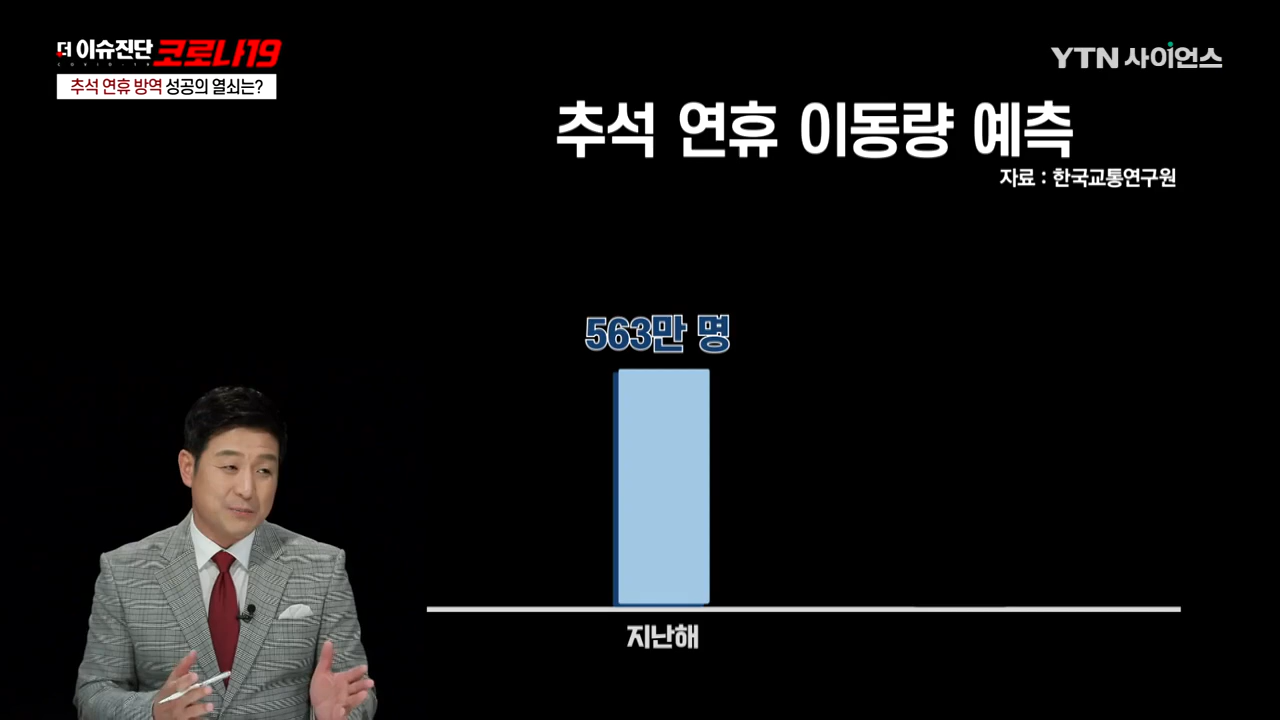 더 이슈진단 코로나19
COVID-19
추석 연휴 방역 성공의 열쇠는?
YTN 사이언스
추석 연휴 이동량 예측
자료 : 한국교통연구원
563만 명
지난해